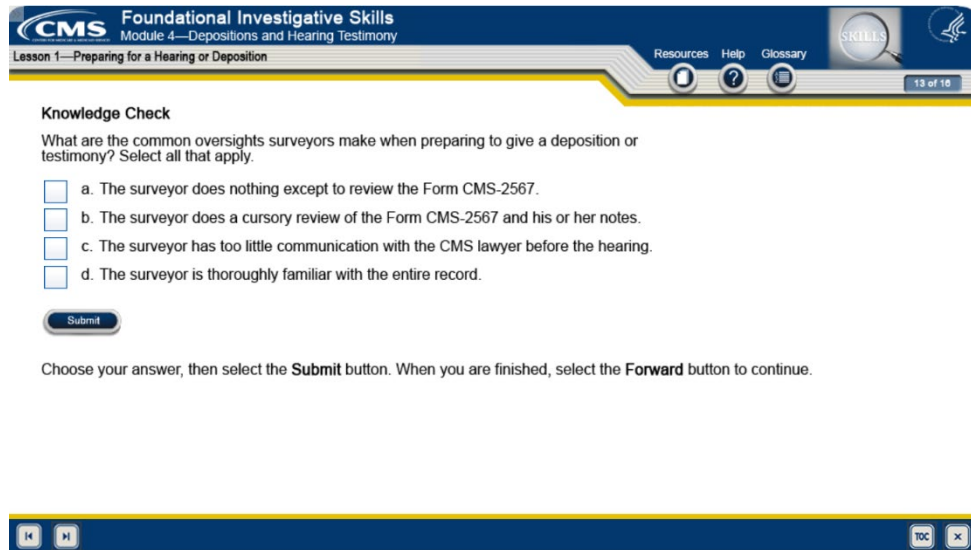 CMS
Foundational Investigative Skills
Module 4—Depositions and Hearing Testimony
SKILLS
Lesson 1—Preparing for a Hearing or Deposition
Resources Help Glossary
13 of 16
Knowledge Check
What are the common oversights surveyors make when preparing to give a deposition or
testimony? Select all that apply.
a. The surveyor does nothing except to review the Form CMS-2567.
b. The surveyor does a cursory review of the Form CMS-2567 and his or her notes.
c. The surveyor has too little communication with the CMS lawyer before the hearing.
d. The surveyor is thoroughly familiar with the entire record.
Submit
Choose your answer, then select the Submit button. When you are finished, select the Forward button to continue.
TOC